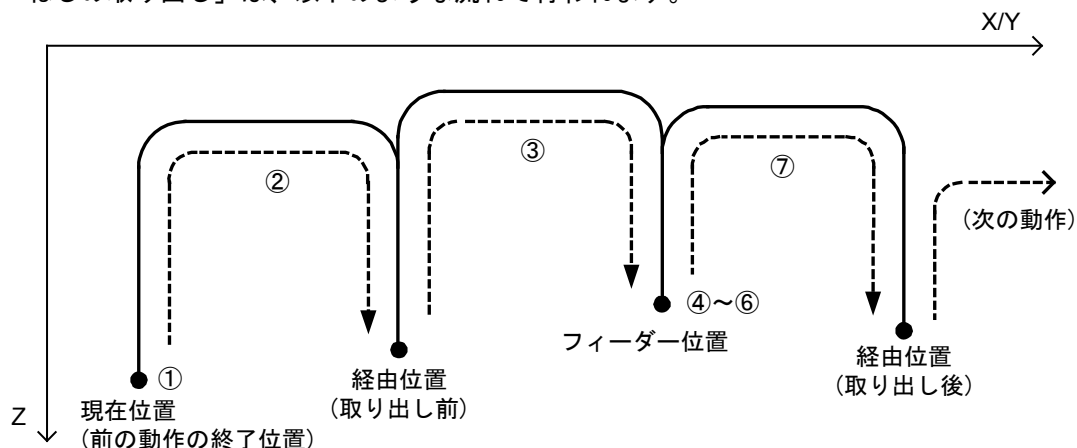 ねじの取り出し」は、以下のような流れで行われます。
X/Y
②
③
⑦
(次の動作)
④～⑥
フィーダー位置
①
経由位置
(取り出し前)
経由位置
(取り出し後)
Z
現在位置
(前の動作の終了位置)